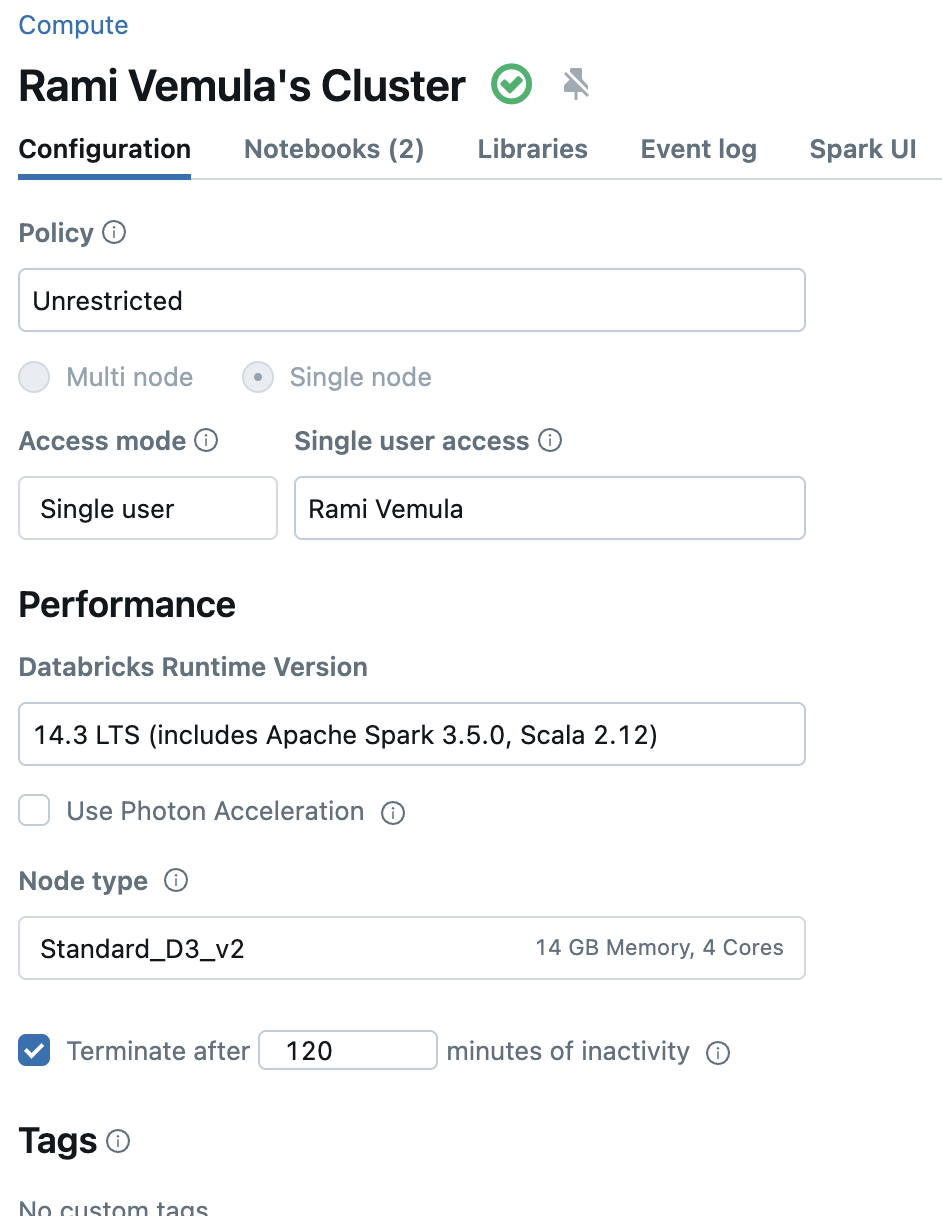 Compute
Rami Vemula's Cluster
Configuration Notebooks (2) Libraries Event log Spark UI
Policy
Unrestricted
Multi node Single node
Access mode Single user access
Single user Rami Vemula
Performance
Databricks Runtime Version
14.3 LTS (includes Apache Spark 3.5.0, Scala 2.12)
Use Photon Acceleration
Node type
Standard_D3_v2 14 GB Memory, 4 Cores
Terminate after 120 minutes of inactivity
Tags
No custom tags